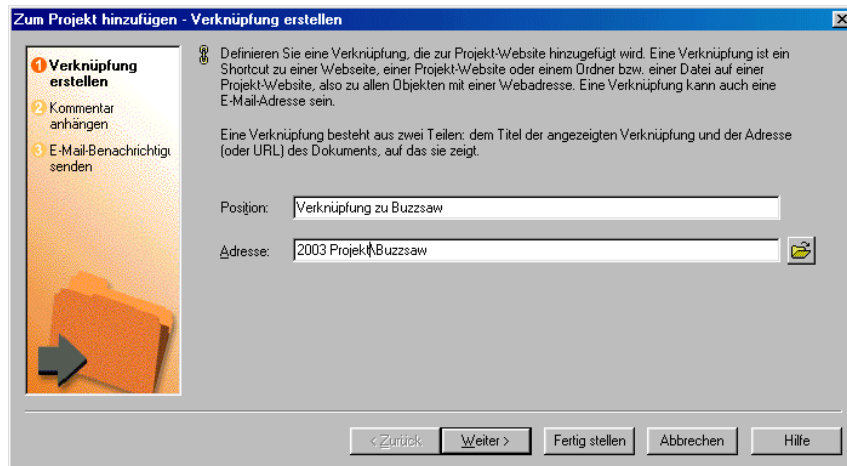 Zum Projekt hinzufügen - Verknüpfung erstellen
1 Verknüpfung
erstellen
2 Kommentar
anhängen
3 E-Mail-Benachrichtigu
senden
Definieren Sie eine Verknüpfung, die zur Projekt-Website hinzugefügt wird. Eine Verknüpfung ist ein
Shortcut zu einer Webseite, einer Projekt-Website oder einem Ordner bzw. einer Datei auf einer
Projekt-Website, also zu allen Objekten mit einer Webadresse. Eine Verknüpfung kann auch eine
E-Mail-Adresse sein.
Eine Verknüpfung besteht aus zwei Teilen: dem Titel der angezeigten Verknüpfung und der Adresse
(oder URL) des Dokuments, auf das sie zeigt.
Position: Verknüpfung zu Buzzsaw
Adresse: 2003 Projekt\Buzzsaw
< Zurück Weiter > Fertig stellen Abbrechen Hilfe